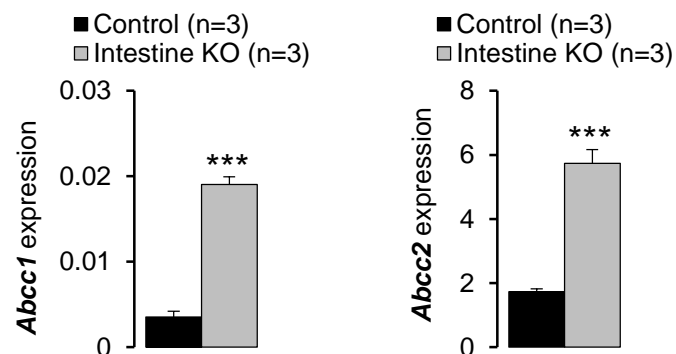 Control (n=3)
Intestine KO (n=3)
0.03
0.02
0.01
0
Abcc1 expression
***
Control (n=3)
Intestine KO (n=3)
8
6
4
2
0
Abcc2 expression
***